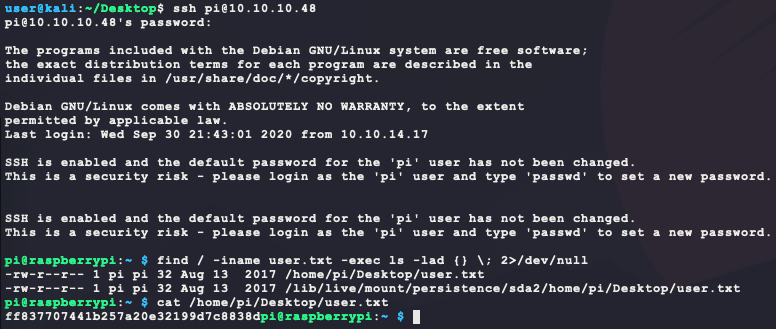 user@kali:~/Desktop$ ssh pi@10.10.10.48
pi@10.10.10.48's password:
The programs included with the Debian GNU/Linux system are free software;
the exact distribution terms for each program are described in the
individual files in /usr/share/doc/*/copyright.
Debian GNU/Linux comes with ABSOLUTELY NO WARRANTY, to the extent
permitted by applicable law.
Last login: Wed Sep 30 21:43:01 2020 from 10.10.14.17
SSH is enabled and the default password for the 'pi' user has not been changed.
This is a security risk - please login as the 'pi' user and type 'passwd' to set a new password.
SSH is enabled and the default password for the 'pi' user has not been changed.
This is a security risk - please login as the 'pi' user and type 'passwd' to set a new password.
pi@raspberrypi:~ $ find / -iname user.txt -exec ls -lad {} \; 2>/dev/null
-rw-r--r-- 1 pi pi 32 Aug 13  2017 /home/pi/Desktop/user.txt
-rw-r--r-- 1 pi pi 32 Aug 13  2017 /lib/live/mount/persistence/sda2/home/pi/Desktop/user.txt
pi@raspberrypi:~ $ cat /home/pi/Desktop/user.txt
ff837707441b257a20e32199d7c8838dpi@raspberrypi:~ $